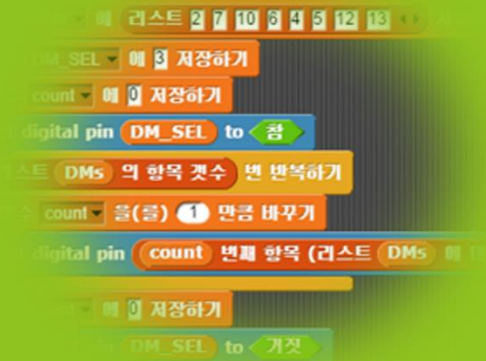 에 리스트 2 7 10 6 4 5 12 13
DM_SEL 에 3 저장하기
count 에 0 저장하기
digital pin DM_SEL to 참
스트 DMs 의 항목 갯수 번 반복하기
count 을(를) 1 만큼 바꾸기
digital pin count 번째 항목 (리스트 DMs 에
에 0 저장하기
DM_SEL to 거짓